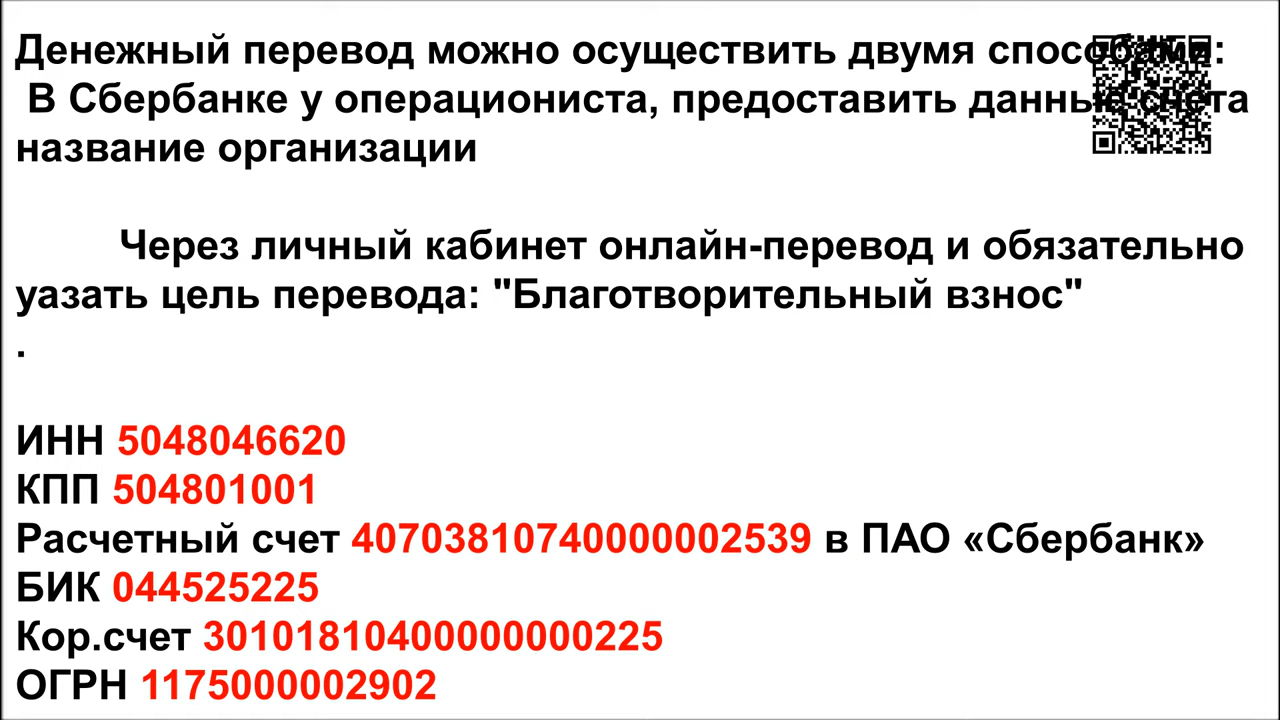 Денежный перевод можно осуществить двумя способами:
В Сбербанке у операциониста, предоставить данные счета
название организации
Через личный кабинет онлайн-перевод и обязательно
уазать цель перевода: "Благотворительный взнос"
.
ИНН 5048046620
КПП 504801001
Расчетный счет 40703810740000002539 в ПАО «Сбербанк»
БИК 044525225
Кор.счет 30101810400000000225
ОГРН 1175000002902